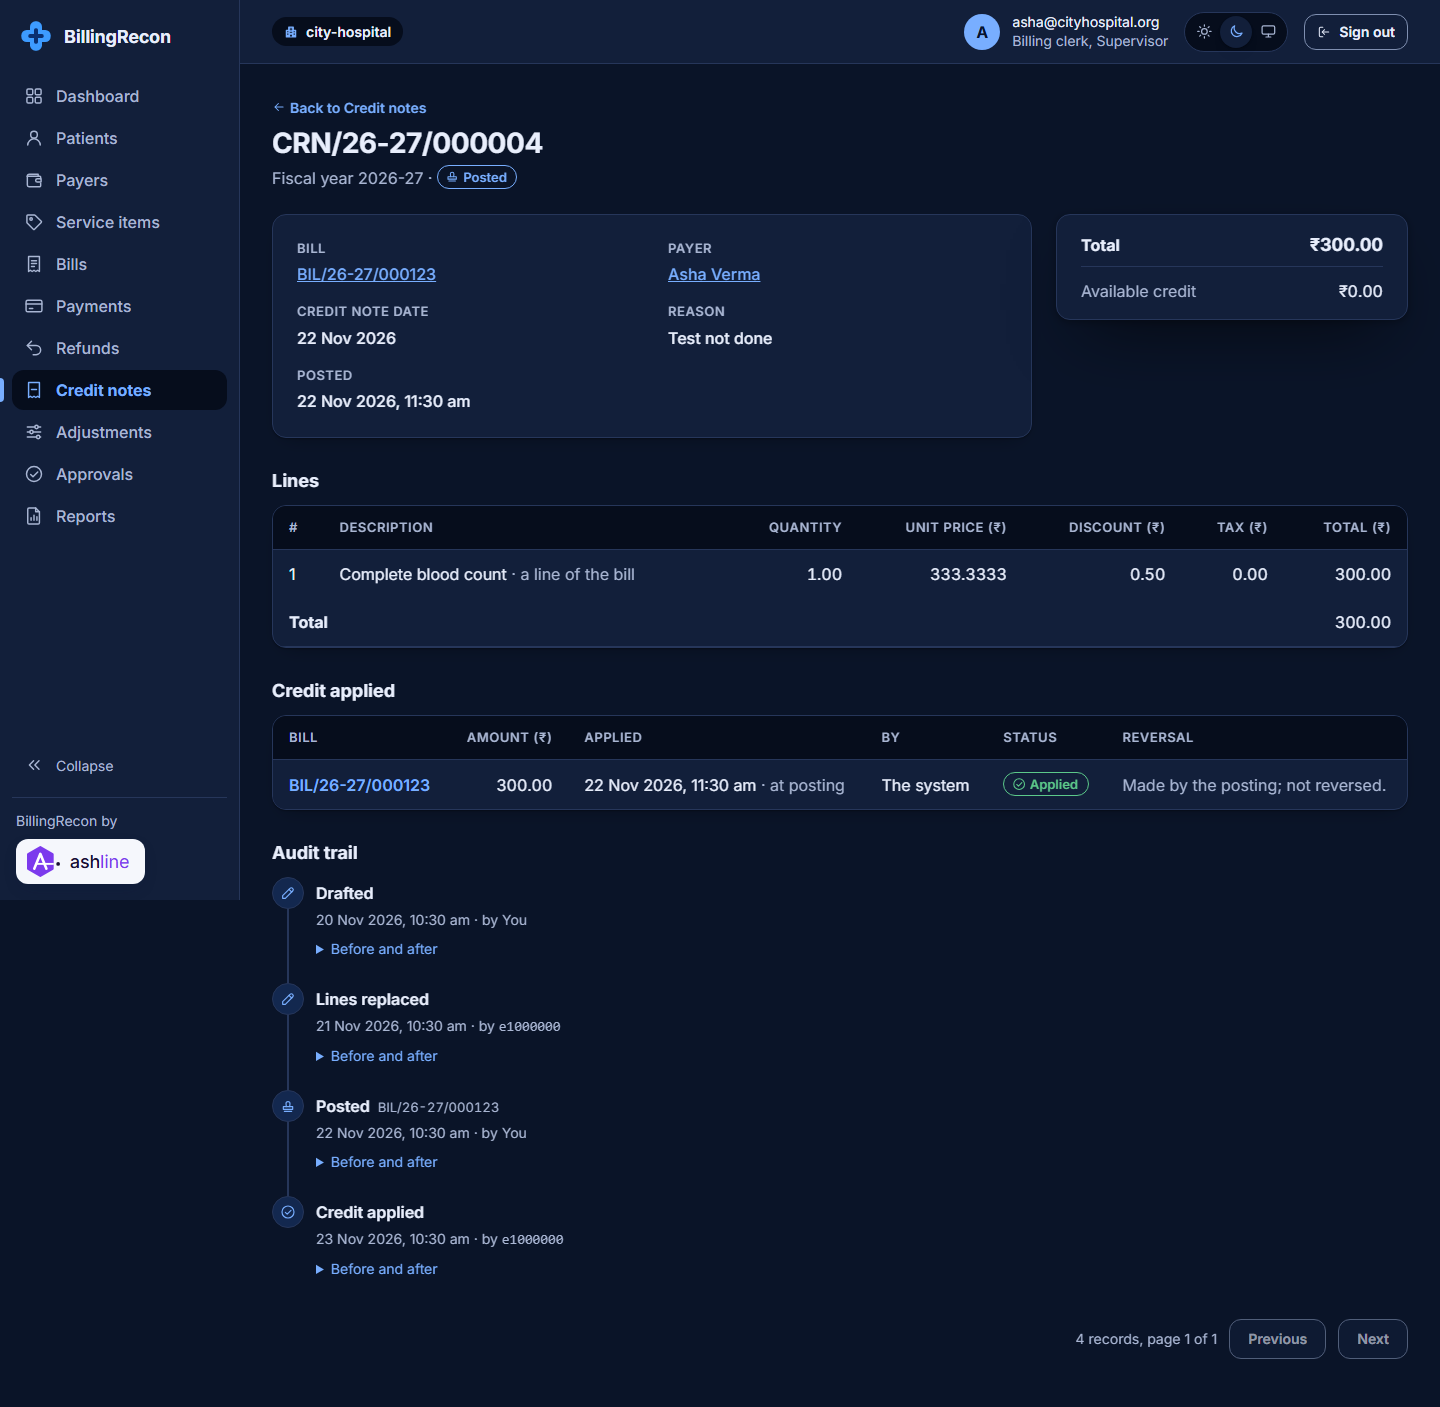 BillingRecon
Dashboard
Patients
Payers
Service items
Bills
Payments
Refunds
Credit notes
Adjustments
Approvals
Reports
Collapse
BillingRecon by
A ashline
city-hospital
A
asha@cityhospital.org
Billing clerk, Supervisor
Sign out
← Back to Credit notes
CRN/26-27/000004
Fiscal year 2026-27 · Posted
BILL
BIL/26-27/000123
PAYER
Asha Verma
CREDIT NOTE DATE
22 Nov 2026
REASON
Test not done
POSTED
22 Nov 2026, 11:30 am
Total ₹300.00
Available credit ₹0.00
Lines
# DESCRIPTION QUANTITY UNIT PRICE (₹) DISCOUNT (₹) TAX (₹) TOTAL (₹)
1 Complete blood count · a line of the bill 1.00 333.3333 0.50 0.00 300.00
Total 300.00
Credit applied
BILL AMOUNT (₹) APPLIED BY STATUS REVERSAL
BIL/26-27/000123 300.00 22 Nov 2026, 11:30 am · at posting The system Applied Made by the posting; not reversed.
Audit trail
Drafted
20 Nov 2026, 10:30 am · by You
Before and after
Lines replaced
21 Nov 2026, 10:30 am · by e1000000
Before and after
Posted BIL/26-27/000123
22 Nov 2026, 10:30 am · by You
Before and after
Credit applied
23 Nov 2026, 10:30 am · by e1000000
Before and after
4 records, page 1 of 1 Previous Next